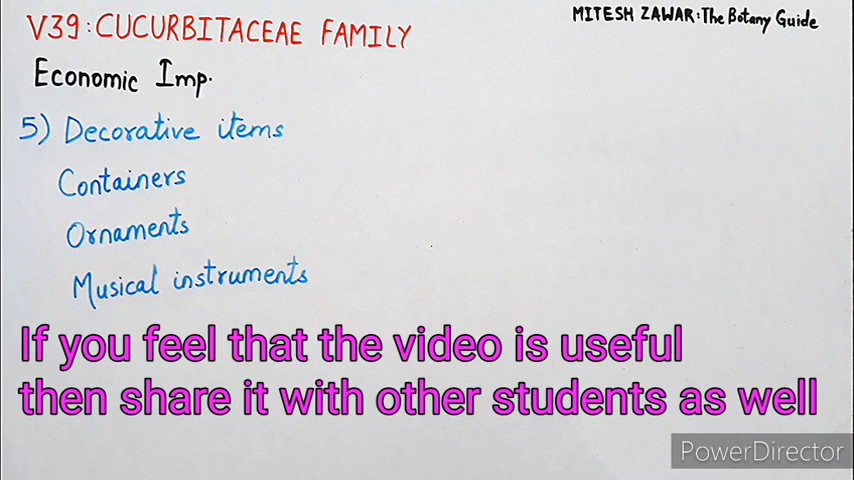 V39:CUCURBITACEAE FAMILY
MITESH ZAWAR:The Botany Guide
Economic Imp.
5) Decorative items
Containers
Ornaments
Musical instruments
If you feel that the video is useful
then share it with other students as well
PowerDirector